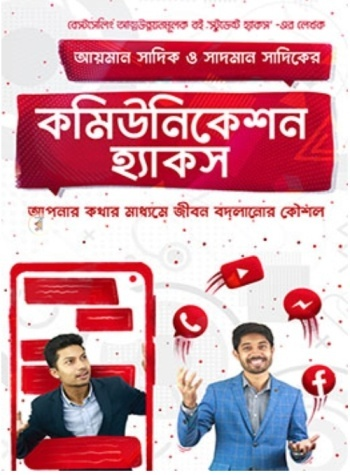 বেস্টসেলিং আত্মউন্নয়নমূলক বই 'স্টুডেন্ট হ্যাকস' -এর লেখক
আয়মান সাদিক ও সাদমান সাদিকের
কমিউনিকেশন
হ্যাকস
আপনার কথার মাধ্যমে জীবন বদলানোর কৌশল